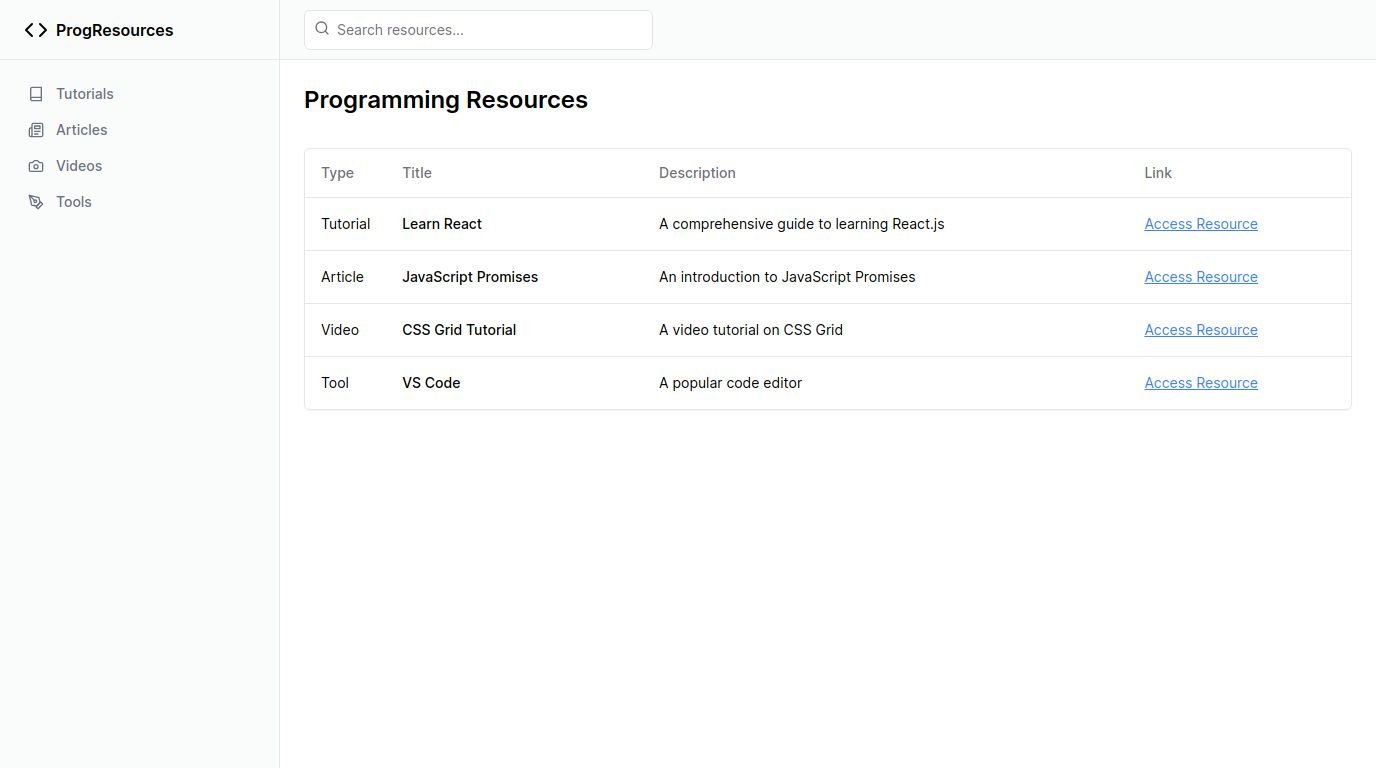 ProgResources
Search resources...
Tutorials
Articles
Videos
Tools
Programming Resources
Type Title Description Link
Tutorial Learn React A comprehensive guide to learning React.js Access Resource
Article JavaScript Promises An introduction to JavaScript Promises Access Resource
Video CSS Grid Tutorial A video tutorial on CSS Grid Access Resource
Tool VS Code A popular code editor Access Resource